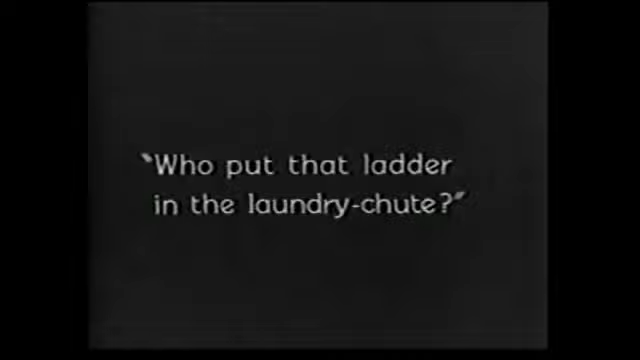 "Who put that ladder
in the laundry-chute?"